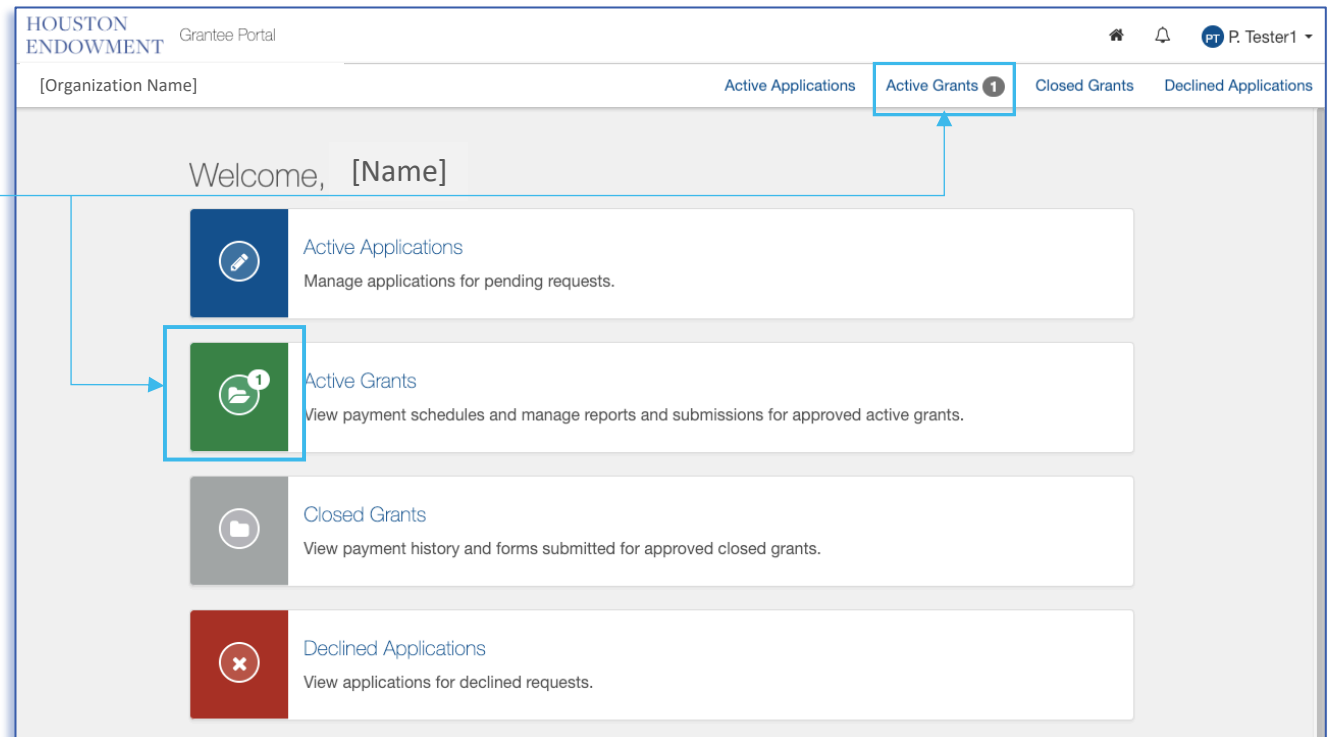 HOUSTON
ENDOWMENT Grantee Portal
PT P. Tester1
[Organization Name] Active Applications Active Grants 1 Closed Grants Declined Applications
Welcome, [Name]
Active Applications
Manage applications for pending requests.
1
Active Grants
View payment schedules and manage reports and submissions for approved active grants.
Closed Grants
View payment history and forms submitted for approved closed grants.
Declined Applications
View applications for declined requests.